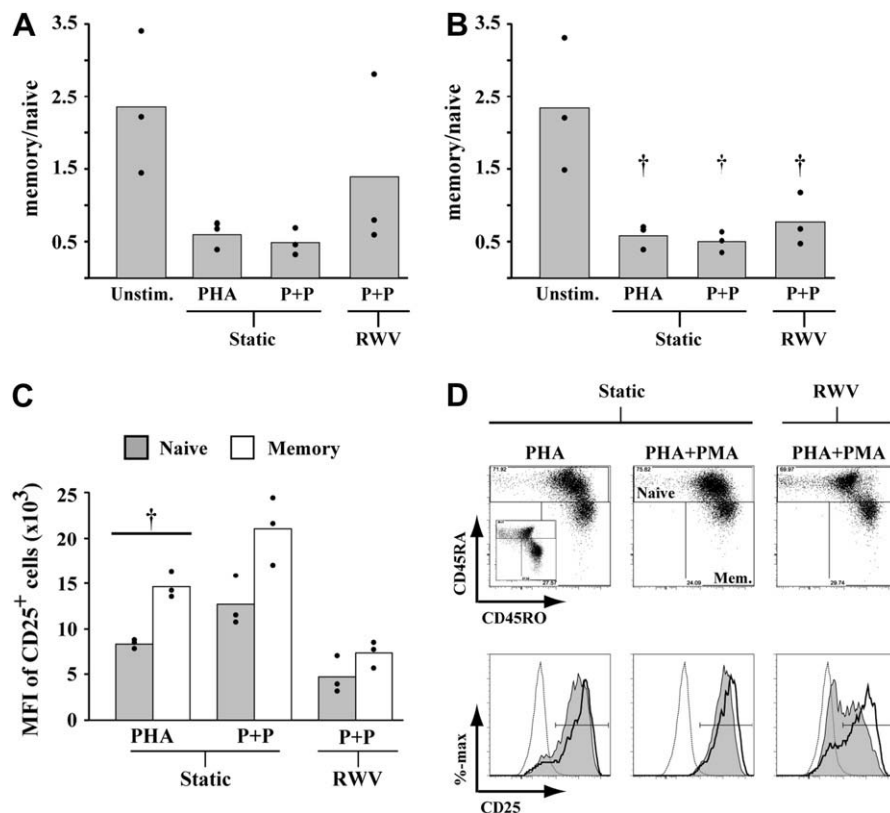 A
memory/naive
3.5
2.5
1.5
0.5
Unstim. PHA P+P P+P
Static RWV
B
memory/naive
3.5
2.5
1.5
0.5
† † †
Unstim. PHA P+P P+P
Static RWV
C
Naive Memory
MFI of CD25+ cells (x10³)
25
20
15
10
5
0
†
PHA P+P P+P
Static RWV
D
Static RWV
PHA PHA+PMA PHA+PMA
71.92 75.62 69.97
Naive
Mem.
27.57 24.09 29.74
CD45RA
CD45RO
%-max
CD25